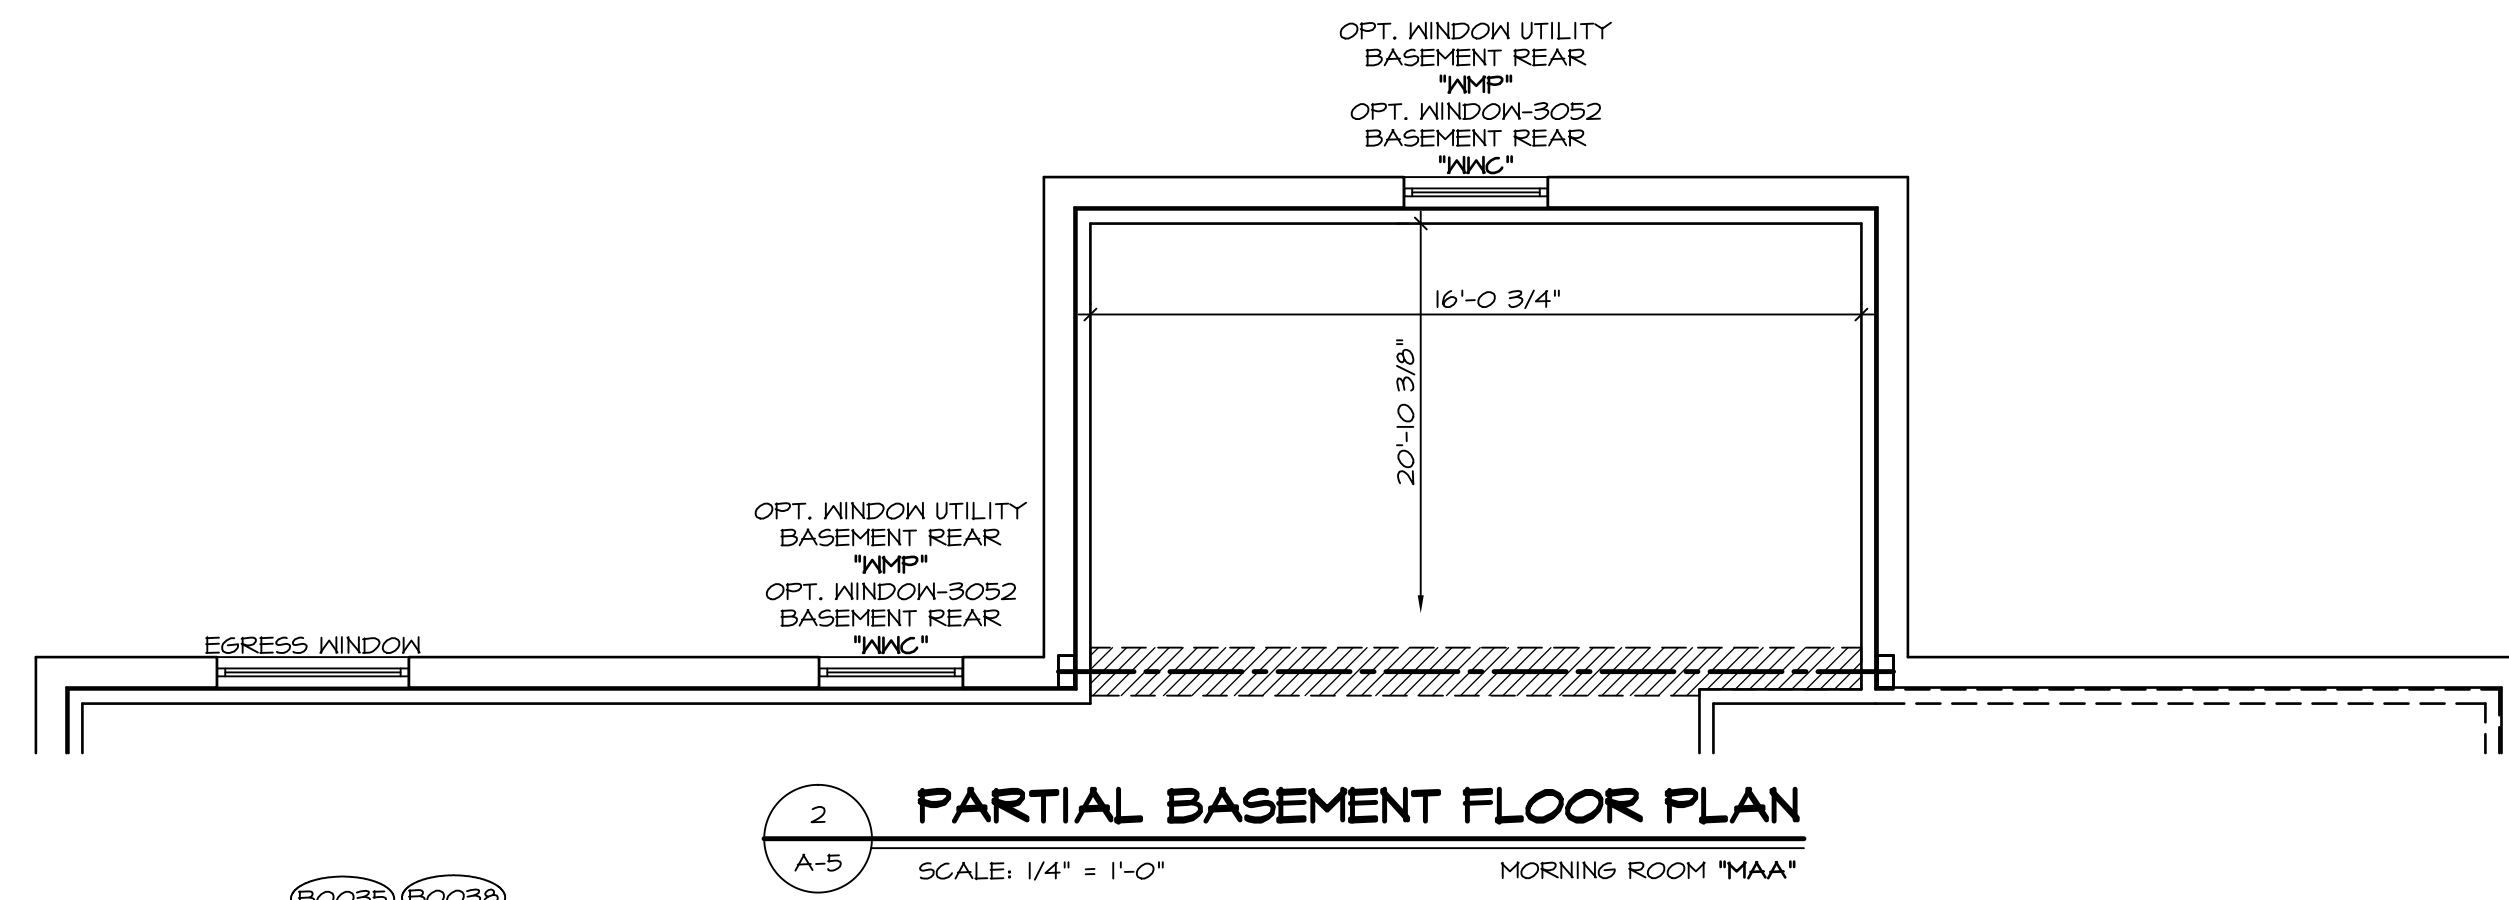 OPT. WINDOW UTILITY
BASEMENT REAR
"WMP"
OPT. WINDOW-3052
BASEMENT REAR
"WWC"
16'-0 3/4"
20'-10 3/8"
OPT. WINDOW UTILITY
BASEMENT REAR
"WMP"
OPT. WINDOW-3052
BASEMENT REAR
"WWC"
EGRESS WINDOW
2
A-5
PARTIAL BASEMENT FLOOR PLAN
SCALE: 1/4" = 1'-0"
MORNING ROOM "MAA"
B0035
B0038